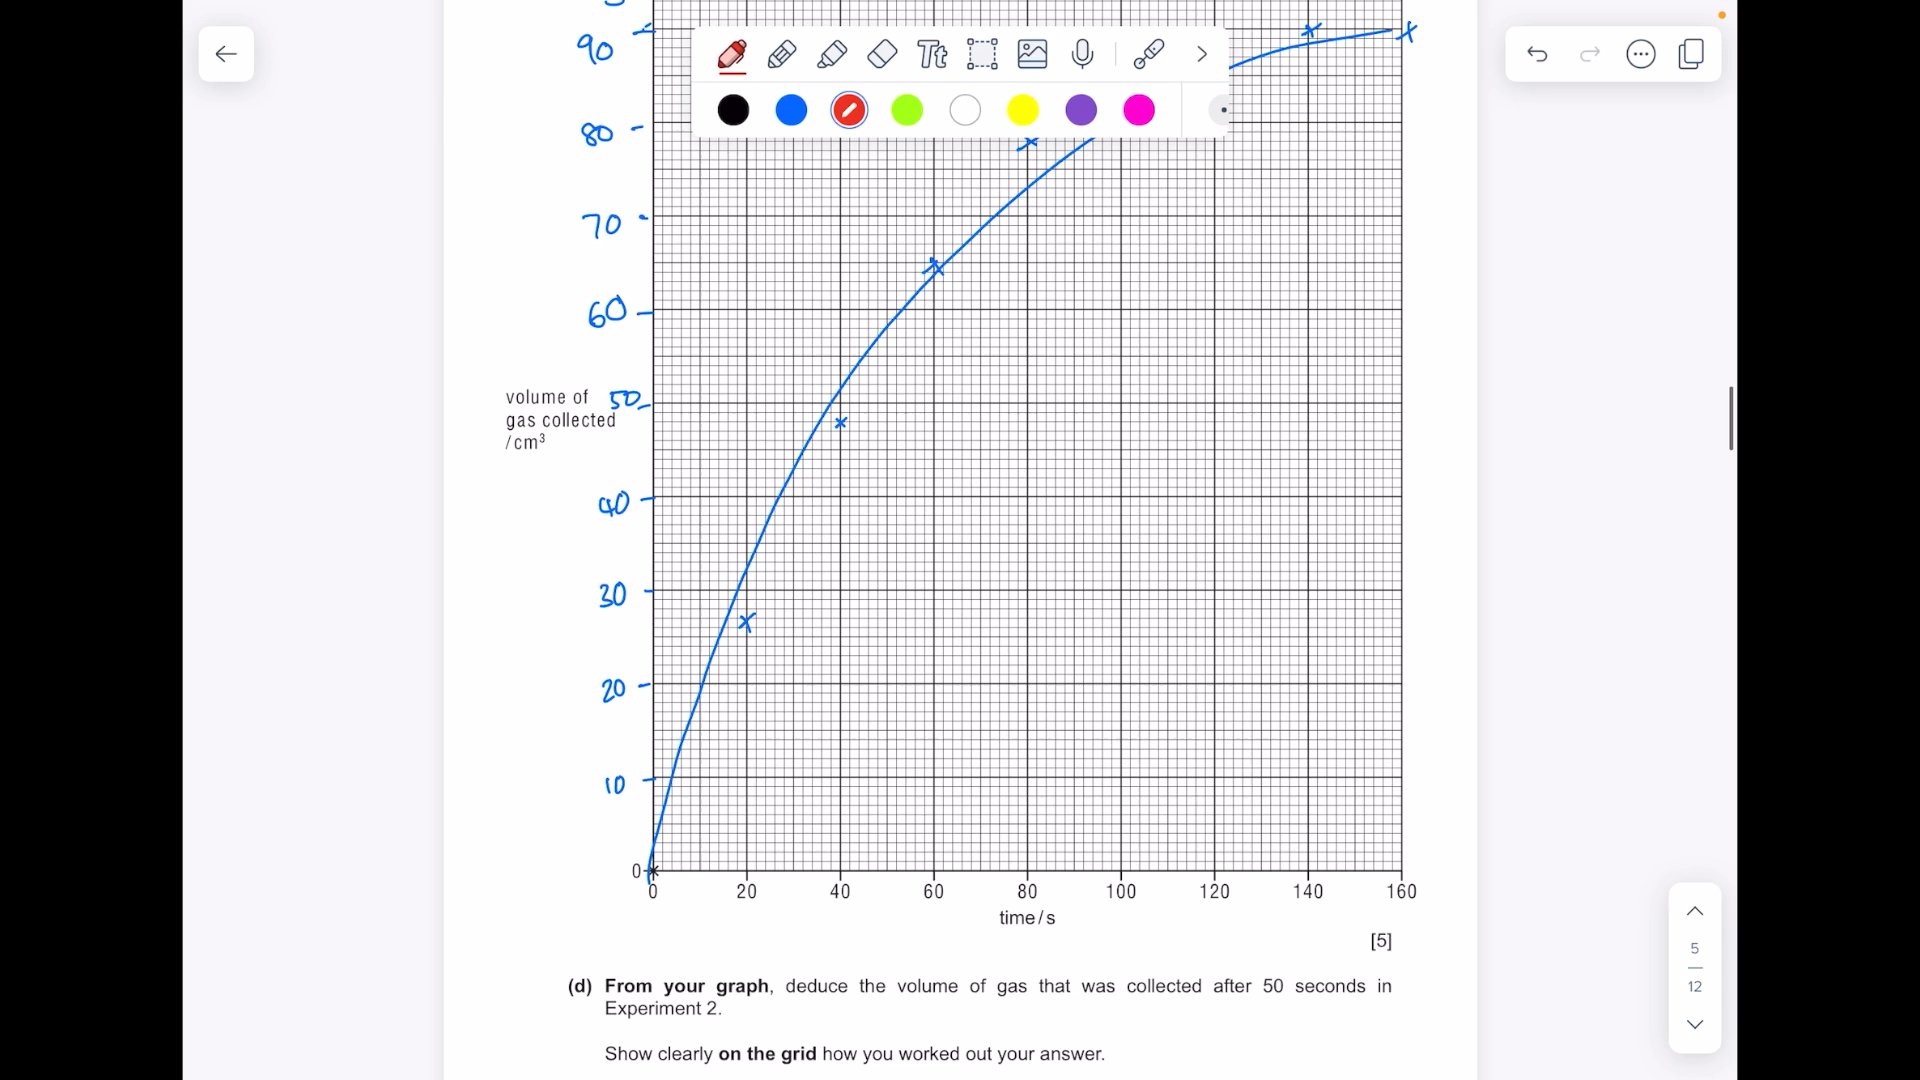 90
Tt
80
70
60
volume of 50
gas collected
/cm³
40
30
20
10
0
0 20 40 60 80 100 120 140 160
time/s
[5]
5
12
(d) From your graph, deduce the volume of gas that was collected after 50 seconds in
Experiment 2.
Show clearly on the grid how you worked out your answer.